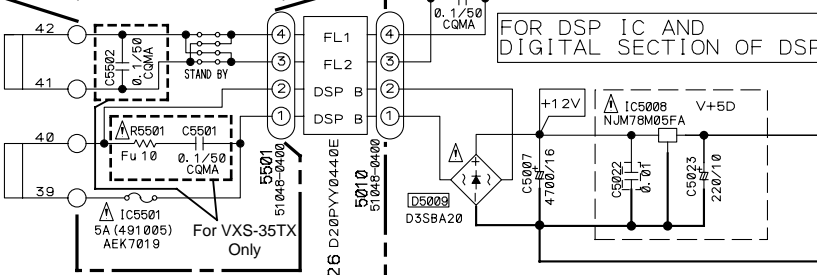 0.1/50
CQMA
FOR DSP IC AND
DIGITAL SECTION OF DSP
42
41
40
39
C5502
0.1/50
CQMA
STAND BY
4
3
2
1
FL1
FL2
DSP B
DSP B
4
3
2
1
R5501
Fu10
C5501
0.1/50
CQMA
IC5501
5A (491005)
AEK7019
For VXS-35TX
Only
5501
51048-0400
26 D20PYY0440E
5010
51048-0400
D5009
D3SBA20
+12V
C5007
4700/16
IC5008
NJM78M05FA
V+5D
C5022
0.01
C5023
220/10